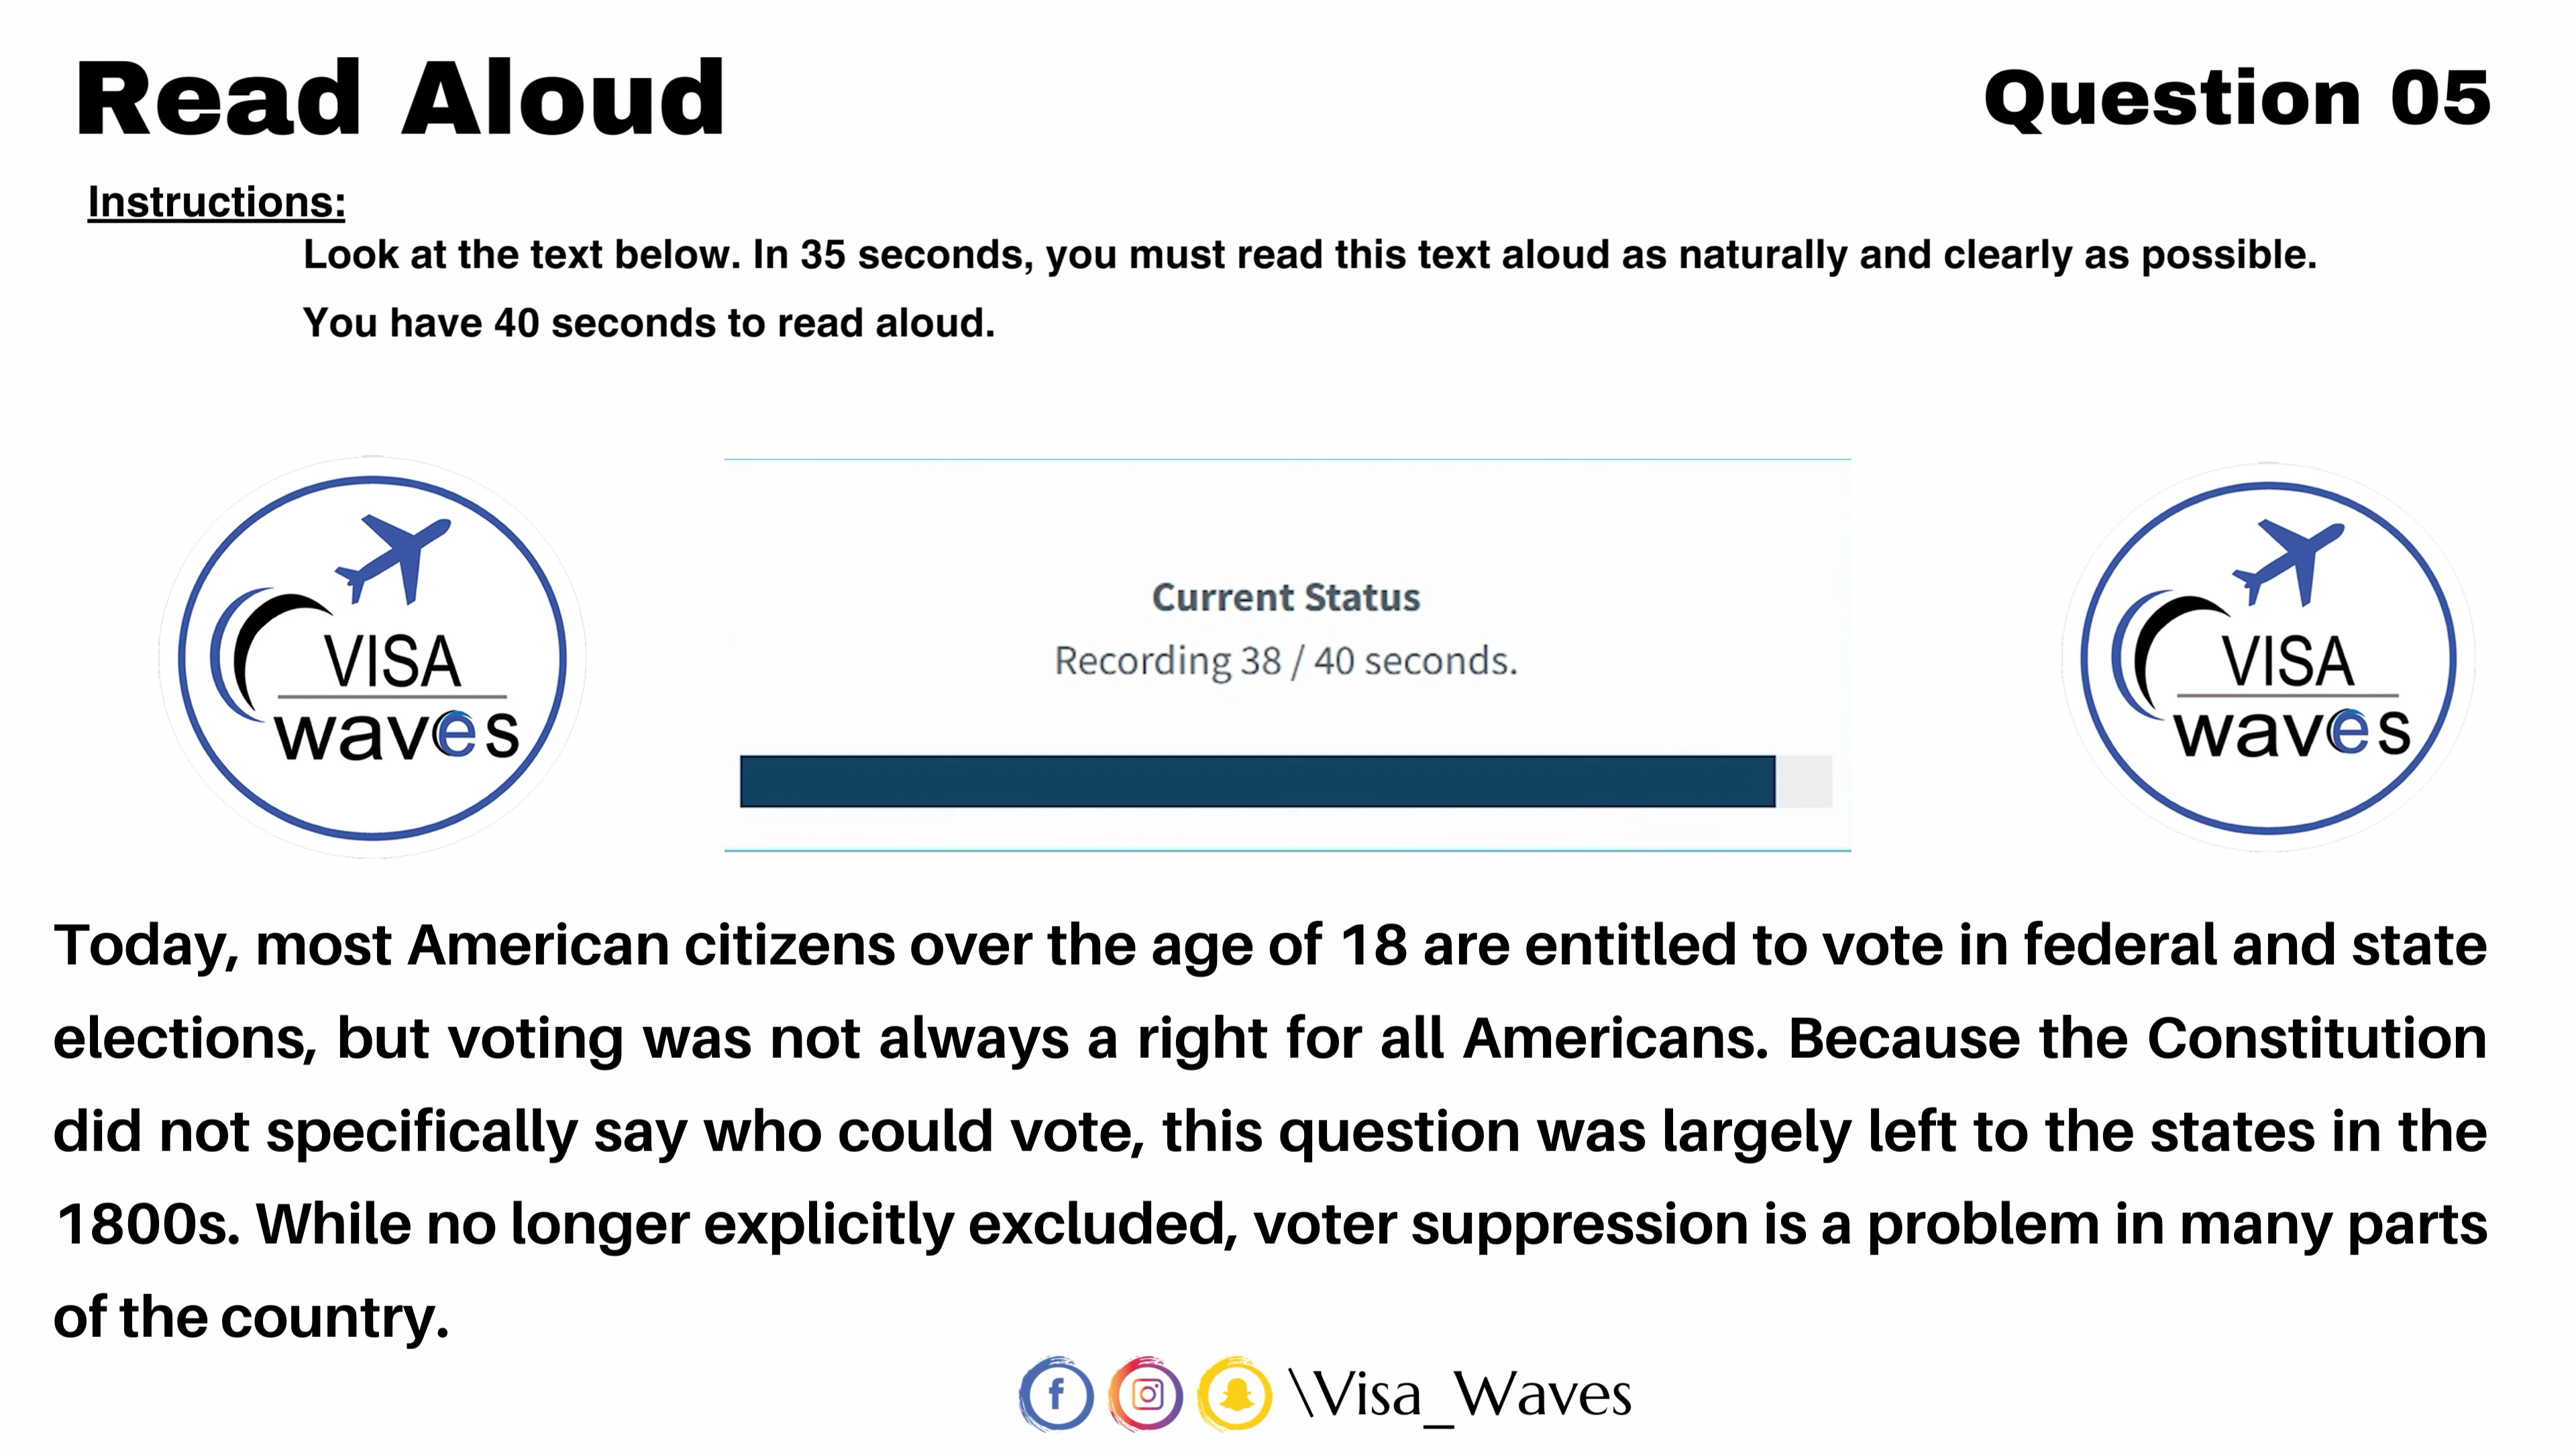 Read Aloud
Question 05
Instructions:
Look at the text below. In 35 seconds, you must read this text aloud as naturally and clearly as possible.
You have 40 seconds to read aloud.
VISA
waves
Current Status
Recording 38 / 40 seconds.
VISA
waves
Today, most American citizens over the age of 18 are entitled to vote in federal and state
elections, but voting was not always a right for all Americans. Because the Constitution
did not specifically say who could vote, this question was largely left to the states in the
1800s. While no longer explicitly excluded, voter suppression is a problem in many parts
of the country.
\Visa_Waves